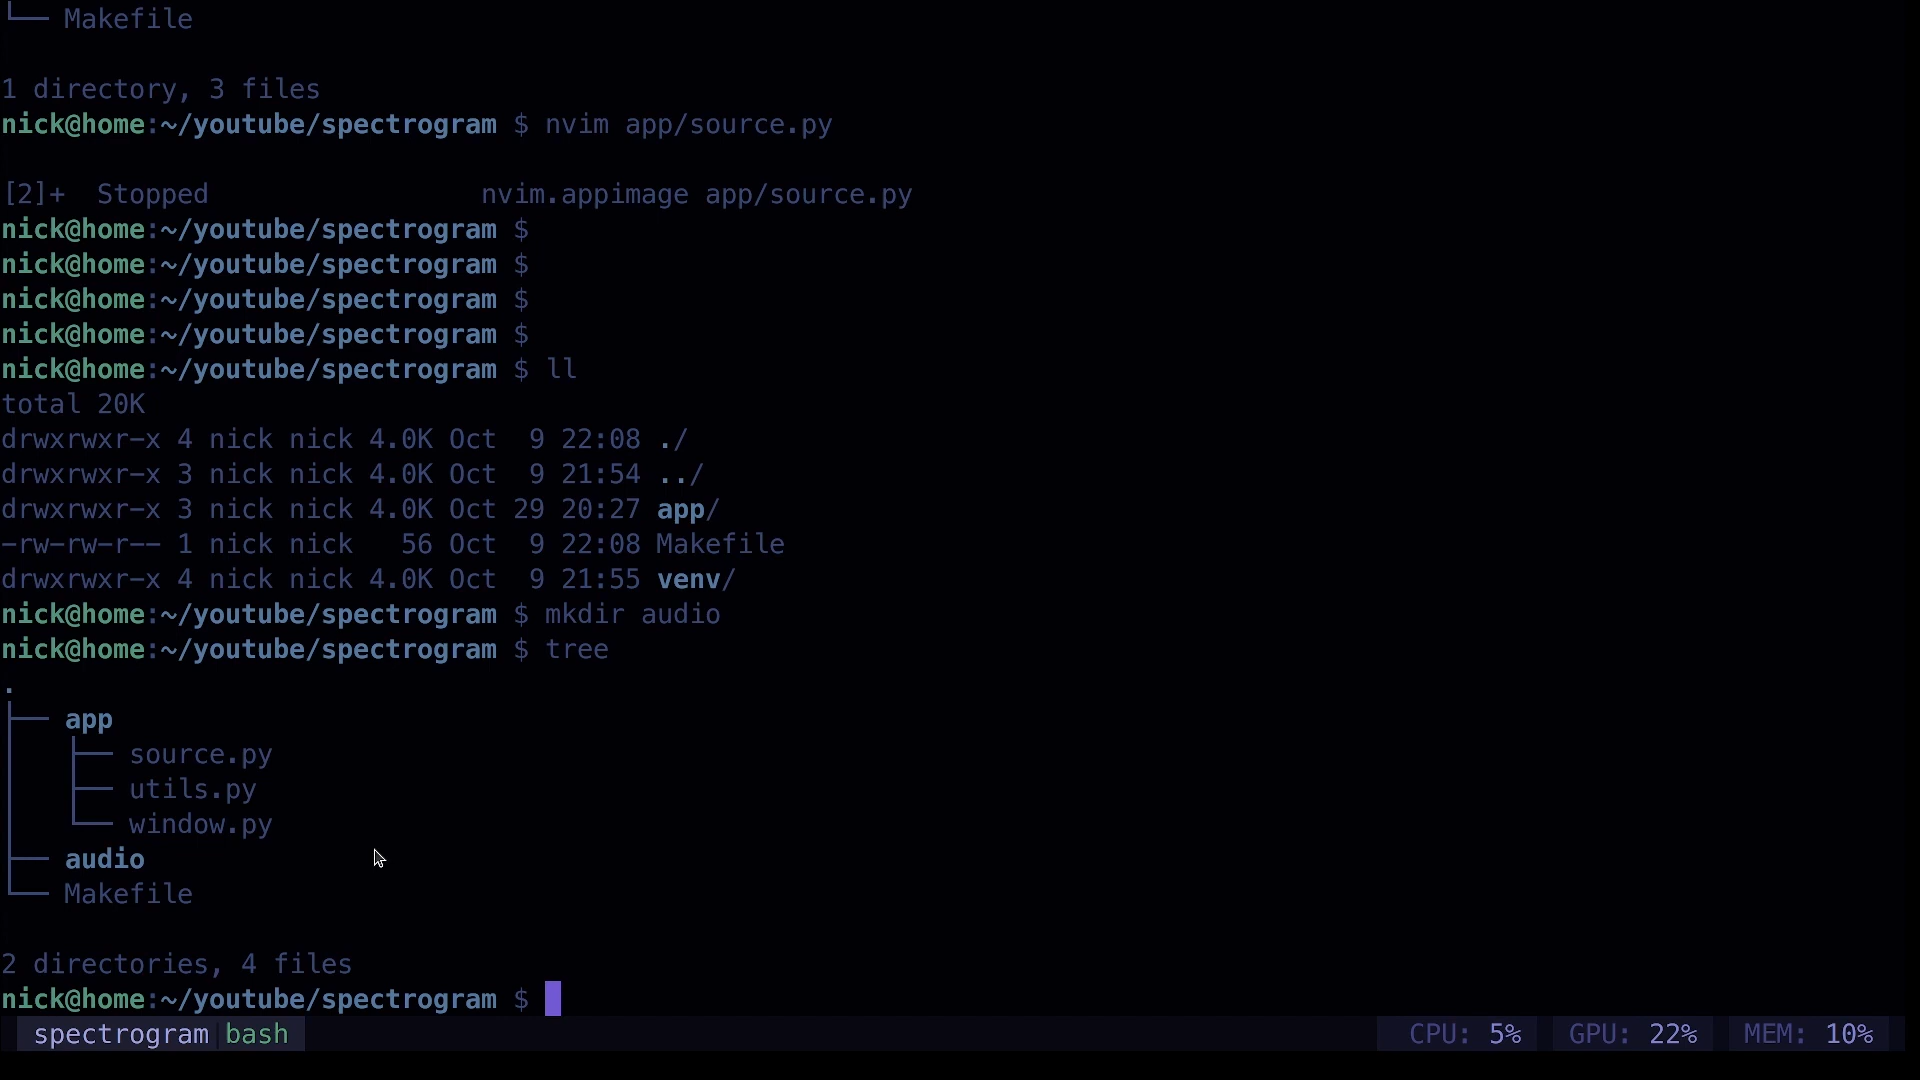 └── Makefile
1 directory, 3 files
nick@home:~/youtube/spectrogram $ nvim app/source.py
[2]+  Stopped                 nvim.appimage app/source.py
nick@home:~/youtube/spectrogram $
nick@home:~/youtube/spectrogram $
nick@home:~/youtube/spectrogram $
nick@home:~/youtube/spectrogram $
nick@home:~/youtube/spectrogram $ ll
total 20K
drwxrwxr-x 4 nick nick 4.0K Oct  9 22:08 ./
drwxrwxr-x 3 nick nick 4.0K Oct  9 21:54 ../
drwxrwxr-x 3 nick nick 4.0K Oct 29 20:27 app/
-rw-rw-r-- 1 nick nick   56 Oct  9 22:08 Makefile
drwxrwxr-x 4 nick nick 4.0K Oct  9 21:55 venv/
nick@home:~/youtube/spectrogram $ mkdir audio
nick@home:~/youtube/spectrogram $ tree
.
├── app
│   ├── source.py
│   ├── utils.py
│   └── window.py
├── audio
└── Makefile
2 directories, 4 files
nick@home:~/youtube/spectrogram $
spectrogram bash CPU: 5% GPU: 22% MEM: 10%